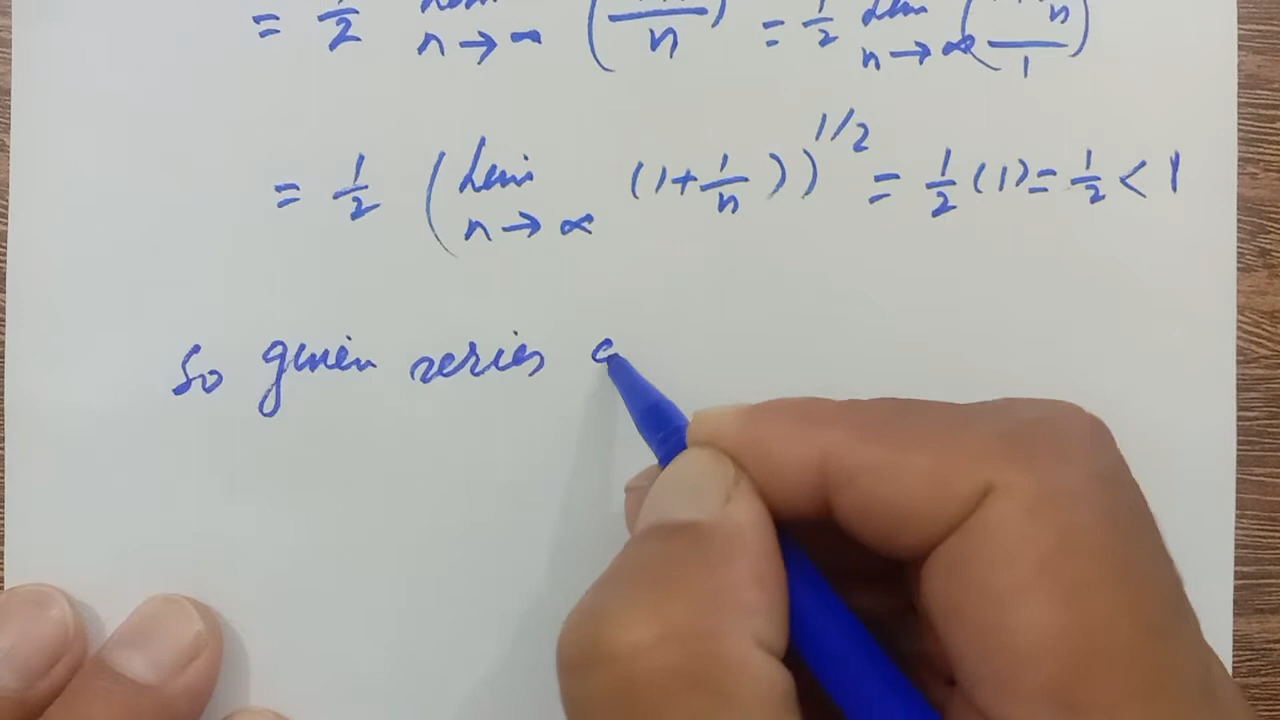 = 1/2 Lim n→∞ ( /n) = 1/2 Lim n→∞ ( 1/n / 1)
= 1/2 (Lim n→∞ (1+1/n))^1/2 = 1/2 (1) = 1/2 < 1
So given series c